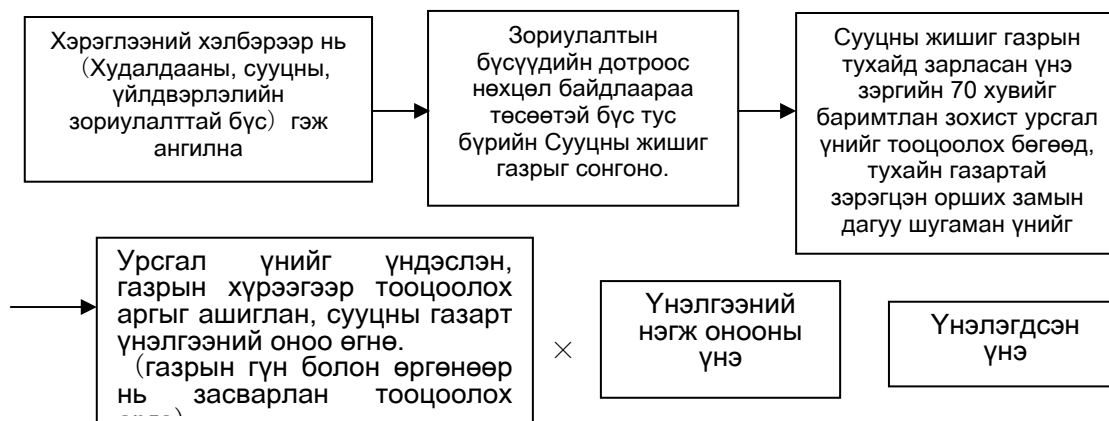 Хэрэглээний хэлбэрээр нь
(Худалдааны, сууцны,
үйлдвэрлэлийн
зориулалттай бүс) гэж
ангилна
Зориулалтын
бүсүүдийн дотроос
нөхцөл байдлаараа
төсөөтэй бүс тус
бүрийн Сууцны жишиг
газрыг сонгоно.
Сууцны жишиг газрын
тухайд зарласан үнэ
зэргийн 70 хувийг
баримтлан зохист урсгал
үнийг тооцоолох бөгөөд,
тухайн газартай
зэрэгцэн орших замын
дагуу шугаман үнийг
Урсгал үнийг үндэслэн,
газрын хүрээгээр тооцоолох
аргыг ашиглан, сууцны газарт
үнэлгээний оноо өгнө.
(газрын гүн болон өргөнөөр
нь засварлан тооцоолох
×
Үнэлгээний
нэгж онооны
үнэ
Үнэлэгдсэн
үнэ